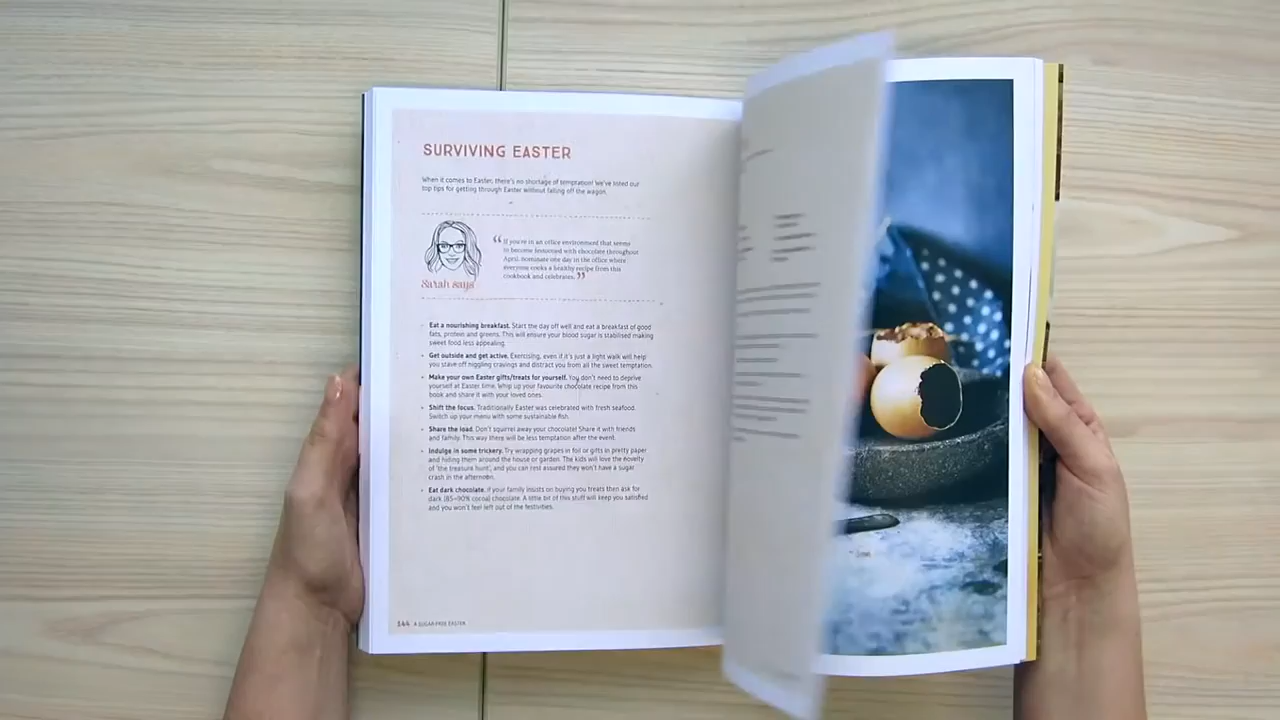 SURVIVING EASTER
When it comes to Easter, there's no shortage of temptation! We've listed our
top tips for getting through Easter without falling off the wagon.
“ If you're in an office environment that seems
to become festooned with chocolate throughout
April, nominate one day in the office where
everyone cooks a healthy recipe from this
cookbook and celebrates. ”
Sarah says
• Eat a nourishing breakfast. Start the day off well and eat a breakfast of good
fats, protein and greens. This will ensure your blood sugar is stabilised making
sweet food less appealing.
• Get outside and get active. Exercising, even if it's just a light walk will help
you stave off niggling cravings and distract you from all the sweet temptation.
• Make your own Easter gifts/treats for yourself. You don't need to deprive
yourself at Easter time. Whip up your favourite chocolate recipe from this
book and share it with your loved ones.
• Shift the focus. Traditionally Easter was celebrated with fresh seafood.
Switch up your menu with some sustainable fish.
• Share the load. Don't squirrel away your chocolate! Share it with friends
and family. This way there will be less temptation after the event.
• Indulge in some trickery. Try wrapping grapes in foil or gifts in pretty paper
and hiding them around the house or garden. The kids will love the novelty
of 'the treasure hunt', and you can rest assured they won't have a sugar
crash in the afternoon.
• Eat dark chocolate. If your family insists on buying you treats then ask for
dark (85–90% cocoa) chocolate. A little bit of this stuff will keep you satisfied
and you won't feel left out of the festivities.
144 A SUGAR FREE EASTER